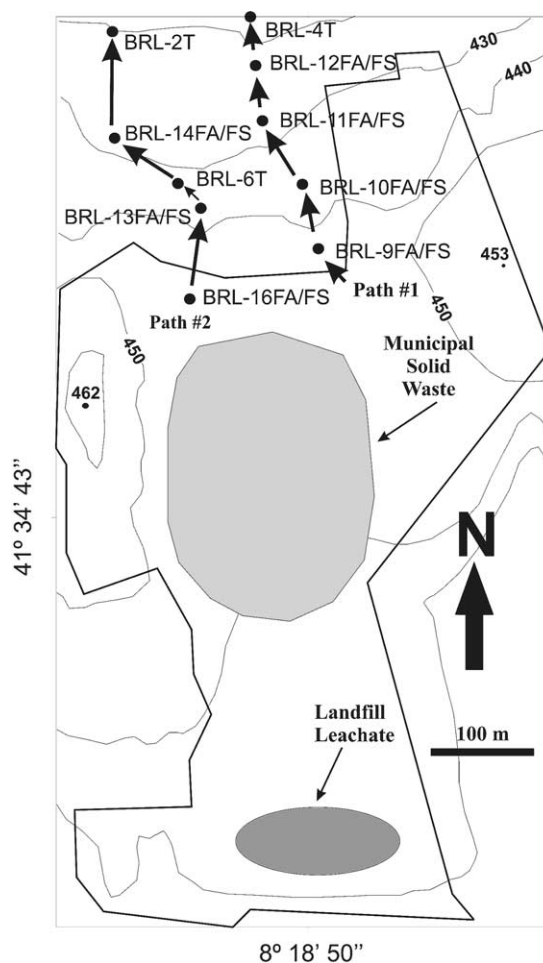 BRL-4T
BRL-2T
430
BRL-12FA/FS
440
BRL-11FA/FS
BRL-14FA/FS
BRL-6T
BRL-10FA/FS
BRL-13FA/FS
BRL-9FA/FS
453
Path #1
BRL-16FA/FS
450
Path #2
450
Municipal
Solid
Waste
462
41º 34' 43”
N
Landfill
Leachate
100 m
8º 18' 50”